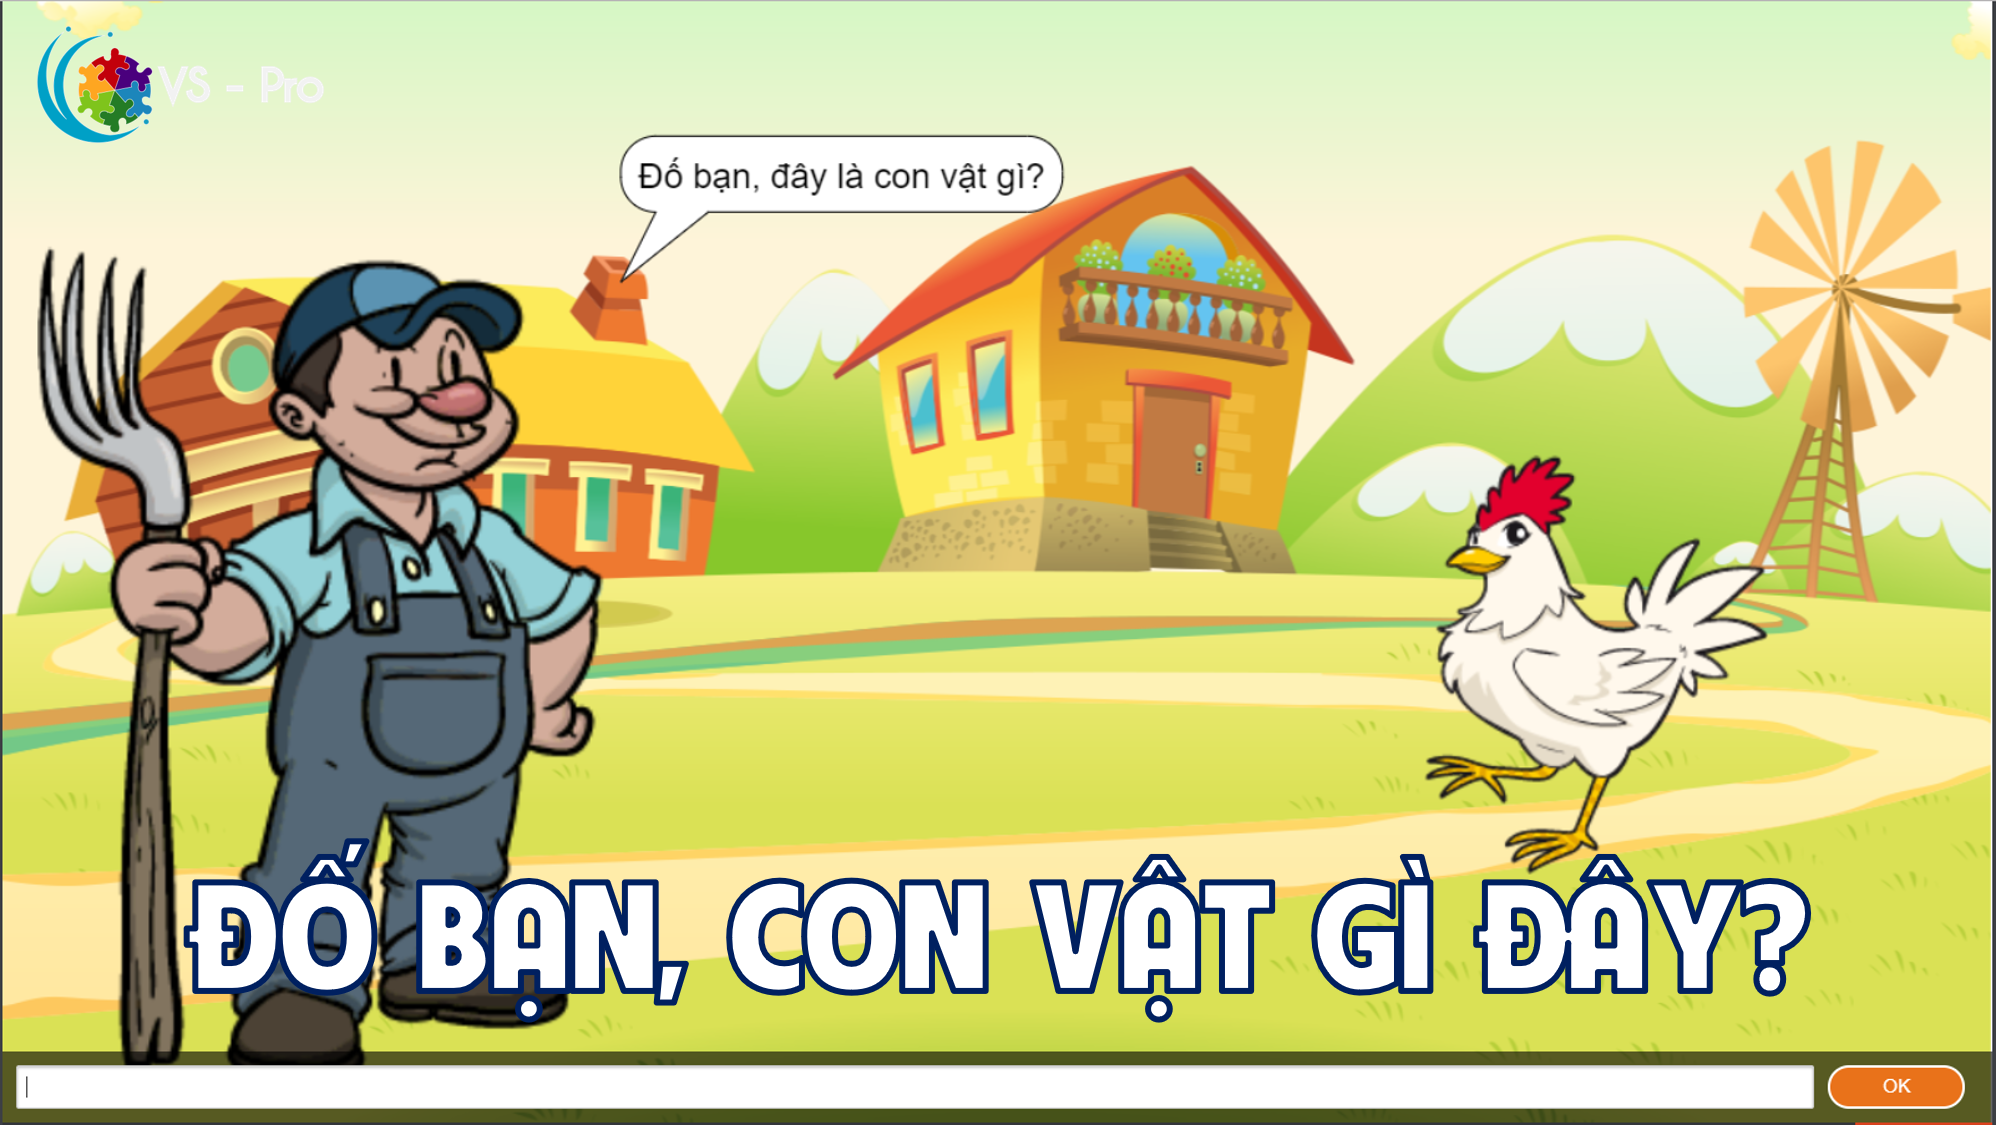 VS - Pro
Đố bạn, đây là con vật gì?
ĐỐ BẠN, CON VẬT GÌ ĐÂY?
OK